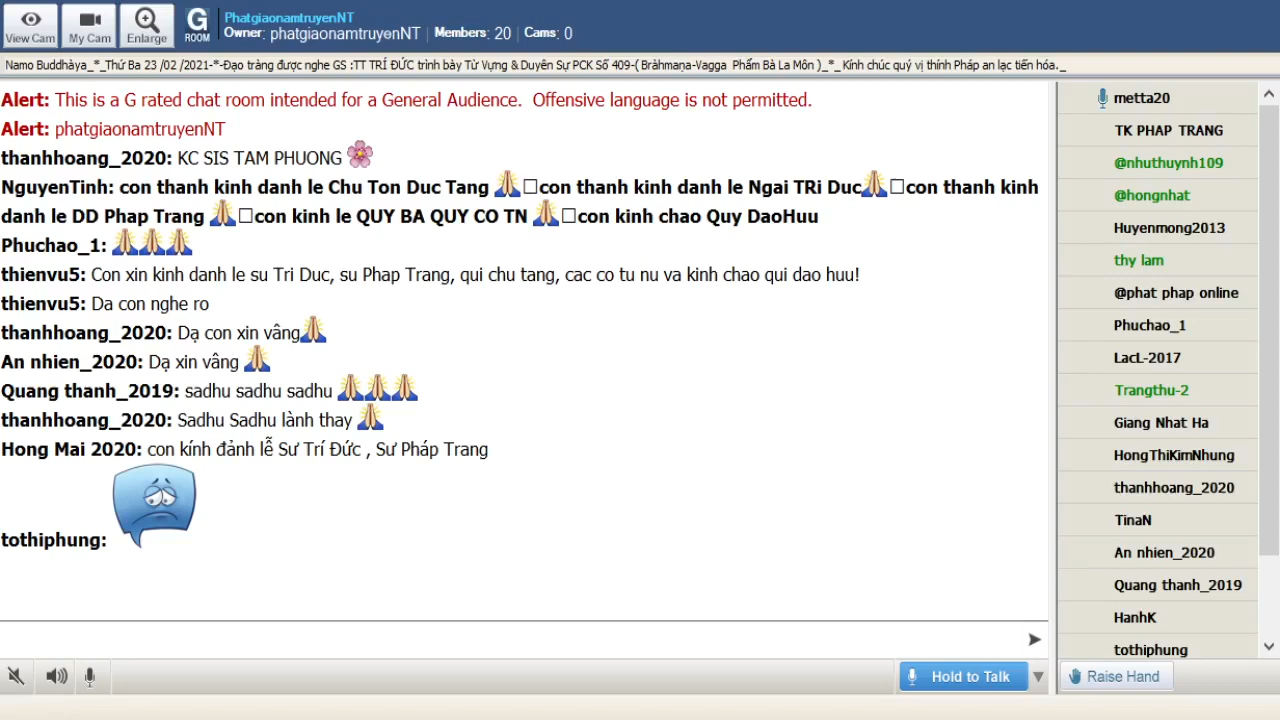 View Cam
My Cam
Enlarge
G
ROOM
PhatgiaonamtruyenNT
Owner: phatgiaonamtruyenNT | Members: 20 | Cams: 0
Namo Buddhàya_*_Thứ Ba 23 /02 /2021-*-Đạo tràng được nghe GS :TT TRÍ ĐỨC trình bày Từ Vựng & Duyên Sự PCK Số 409-( Bràhmaṇa-Vagga Phẩm Bà La Môn )_*_ Kính chúc quý vị thính Pháp an lạc tiến hóa._
Alert: This is a G rated chat room intended for a General Audience. Offensive language is not permitted.
Alert: phatgiaonamtruyenNT
thanhhoang_2020: KC SIS TAM PHUONG
NguyenTinh: con thanh kinh danh le Chu Ton Duc Tang con thanh kinh danh le Ngai TRi Duc con thanh kinh
danh le DD Phap Trang con kinh le QUY BA QUY CO TN con kinh chao Quy DaoHuu
Phuchao_1:
thienvu5: Con xin kinh danh le su Tri Duc, su Phap Trang, qui chu tang, cac co tu nu va kinh chao qui dao huu!
thienvu5: Da con nghe ro
thanhhoang_2020: Dạ con xin vâng
An nhien_2020: Dạ xin vâng
Quang thanh_2019: sadhu sadhu sadhu
thanhhoang_2020: Sadhu Sadhu lành thay
Hong Mai 2020: con kính đảnh lễ Sư Trí Đức , Sư Pháp Trang
tothiphung:
metta20
TK PHAP TRANG
@nhuthuynh109
@hongnhat
Huyenmong2013
thy lam
@phat phap online
Phuchao_1
LacL-2017
Trangthu-2
Giang Nhat Ha
HongThiKimNhung
thanhhoang_2020
TinaN
An nhien_2020
Quang thanh_2019
HanhK
tothiphung
Hold to Talk
Raise Hand